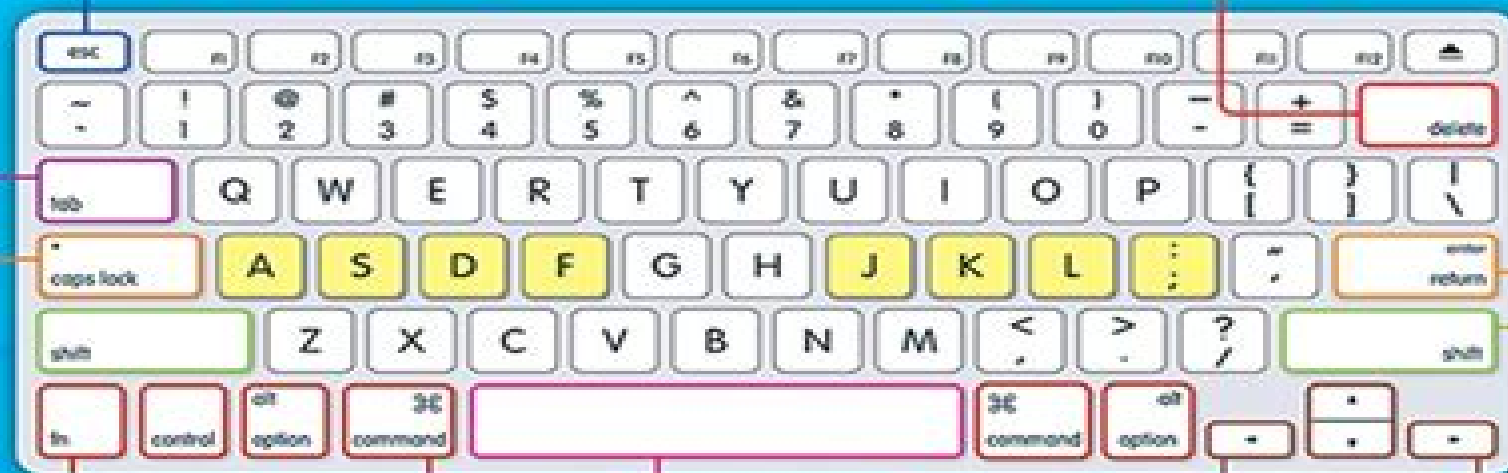 esc F1 F2 F3 F4 F5 F6 F7 F8 F9 F10 F11 F12
~ ! @ # $ % ^ & * ( ) — +
1 2 3 4 5 6 7 8 9 0 - = delete
tab Q W E R T Y U I O P { [ } ] | \
caps lock A S D F G H J K L : ; enter return
shift Z X C V B N M < , > . ? / shift
fn control alt option ⌘ command ⌘ command alt option